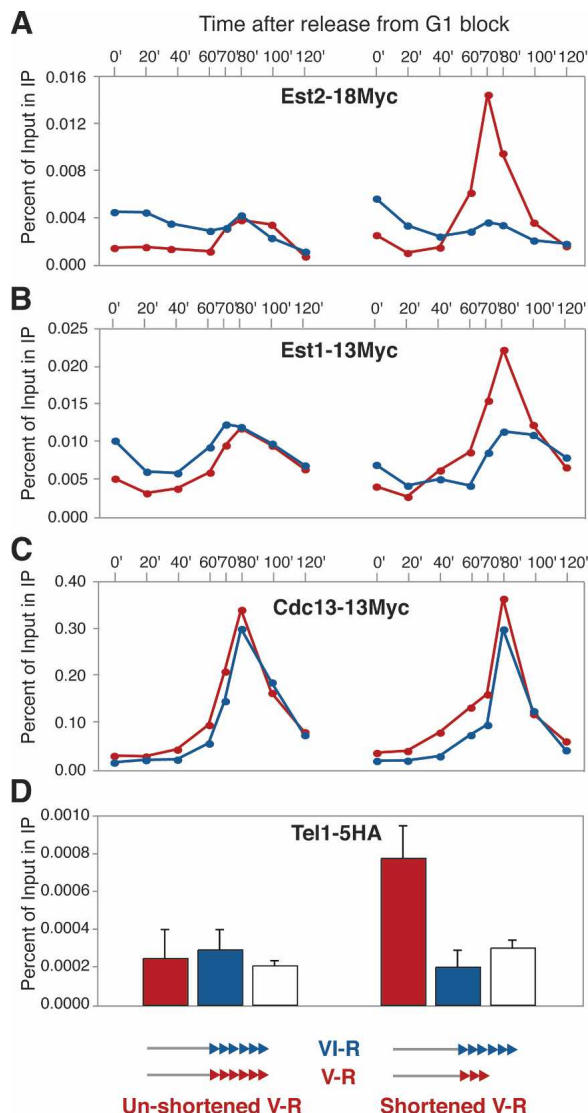 A
Time after release from G1 block
0' 20' 40' 60'70'80' 100' 120' 0' 20' 40' 60'70'80' 100' 120'
Est2-18Myc
Percent of Input in IP
0.016
0.012
0.008
0.004
0.000
B
0' 20' 40' 60'70'80' 100' 120' 0' 20' 40' 60'70'80' 100' 120'
Est1-13Myc
Percent of Input in IP
0.025
0.020
0.015
0.010
0.005
0.000
C
0' 20' 40' 60'70'80' 100' 120' 0' 20' 40' 60'70'80' 100' 120'
Cdc13-13Myc
Percent of Input in IP
0.40
0.30
0.20
0.10
0.00
D
Tel1-5HA
Percent of Input in IP
0.0010
0.0008
0.0006
0.0004
0.0002
0.0000
VI-R
V-R
Un-shortened V-R Shortened V-R